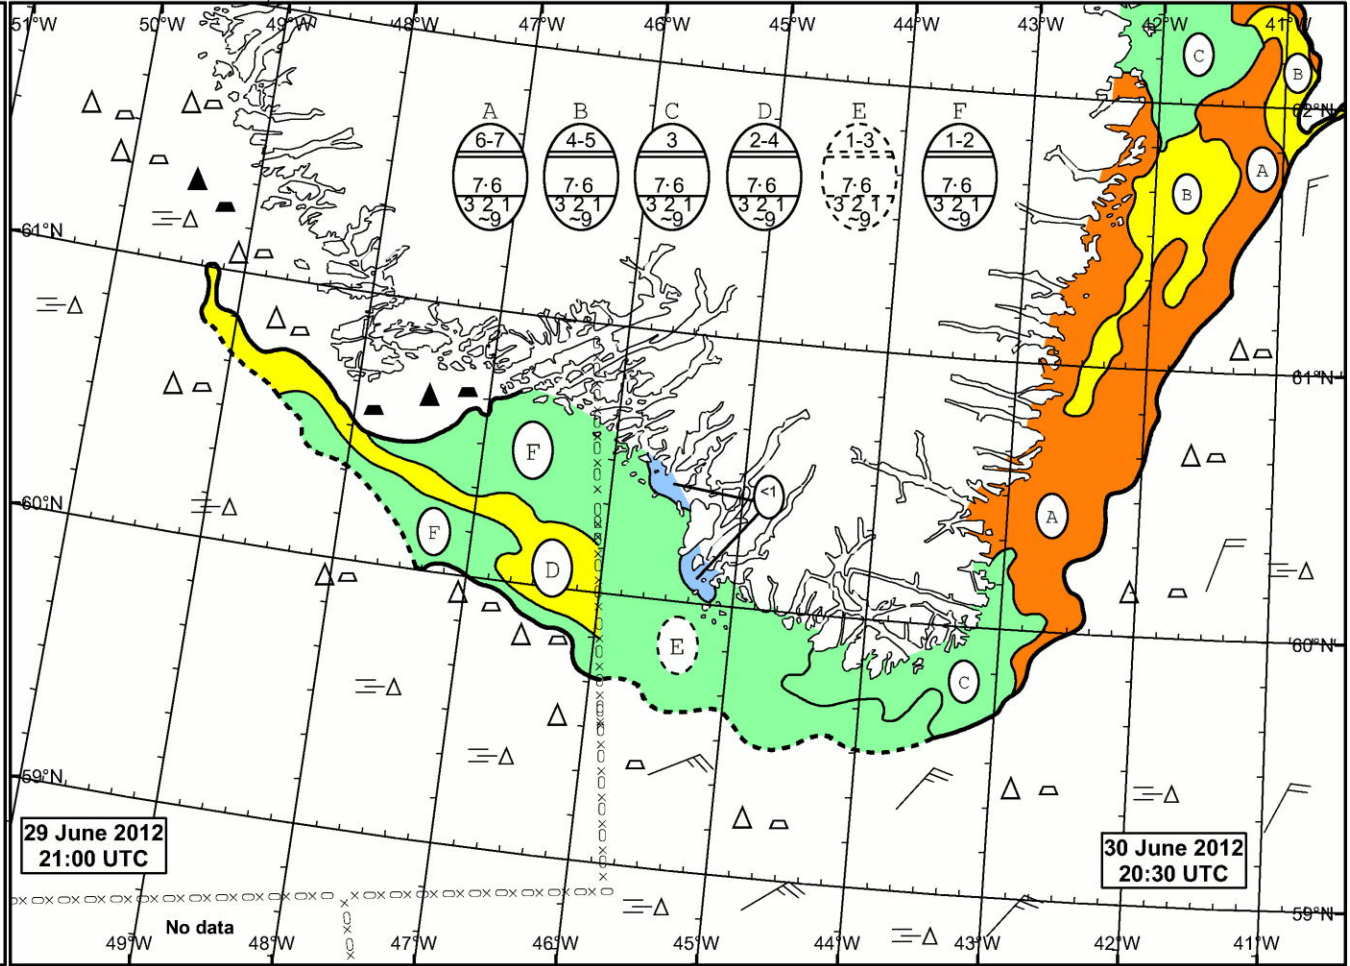 51°W 50°W 49°W 48°W 47°W 46°W 45°W 44°W 43°W 42°W 41°W
A B C D E F
6-7 4-5 3 2-4 1-3 1-2
7·6 7·6 7·6 7·6 7·6 7·6
3 2 1 3 2 1 3 2 1 3 2 1 3 2 1 3 2 1
~9 ~9 ~9 ~9 ~9 ~9
C
B
62°N
A
B
61°N
61°N
F
<1
60°N
A
F
D
E
60°N
C
59°N
29 June 2012
21:00 UTC
30 June 2012
20:30 UTC
59°N
No data
49°W 48°W 47°W 46°W 45°W 44°W 43°W 42°W 41°W